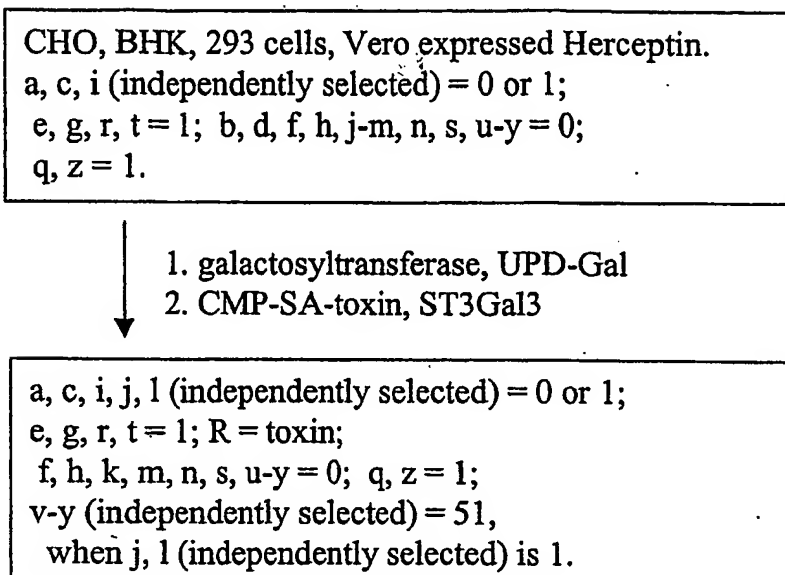 CHO, BHK, 293 cells, Vero expressed Herceptin.
a, c, i (independently selected) = 0 or 1;
e, g, r, t = 1; b, d, f, h, j-m, n, s, u-y = 0;
q, z = 1.
1. galactosyltransferase, UPD-Gal
2. CMP-SA-toxin, ST3Gal3
a, c, i, j, l (independently selected) = 0 or 1;
e, g, r, t = 1; R = toxin;
f, h, k, m, n, s, u-y = 0; q, z = 1;
v-y (independently selected) = 51,
when j, l (independently selected) is 1.